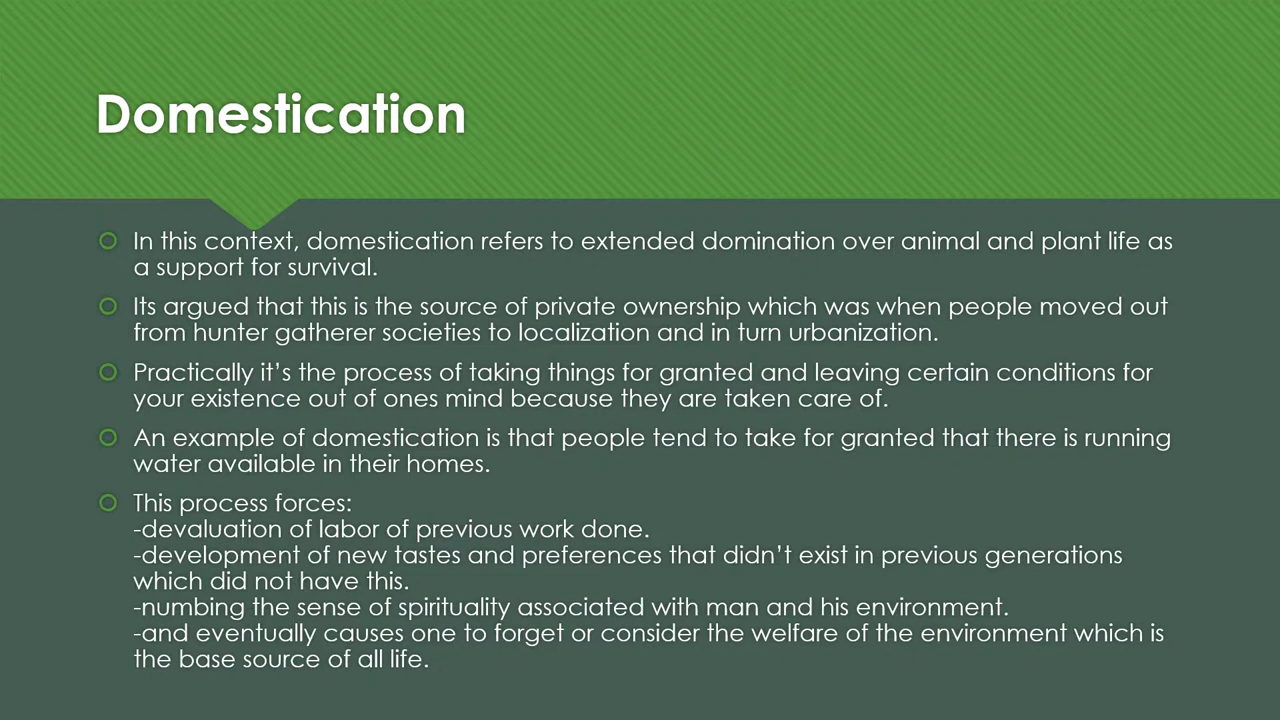 Domestication
In this context, domestication refers to extended domination over animal and plant life as
a support for survival.
Its argued that this is the source of private ownership which was when people moved out
from hunter gatherer societies to localization and in turn urbanization.
Practically it’s the process of taking things for granted and leaving certain conditions for
your existence out of ones mind because they are taken care of.
An example of domestication is that people tend to take for granted that there is running
water available in their homes.
This process forces:
-devaluation of labor of previous work done.
-development of new tastes and preferences that didn’t exist in previous generations
which did not have this.
-numbing the sense of spirituality associated with man and his environment.
-and eventually causes one to forget or consider the welfare of the environment which is
the base source of all life.